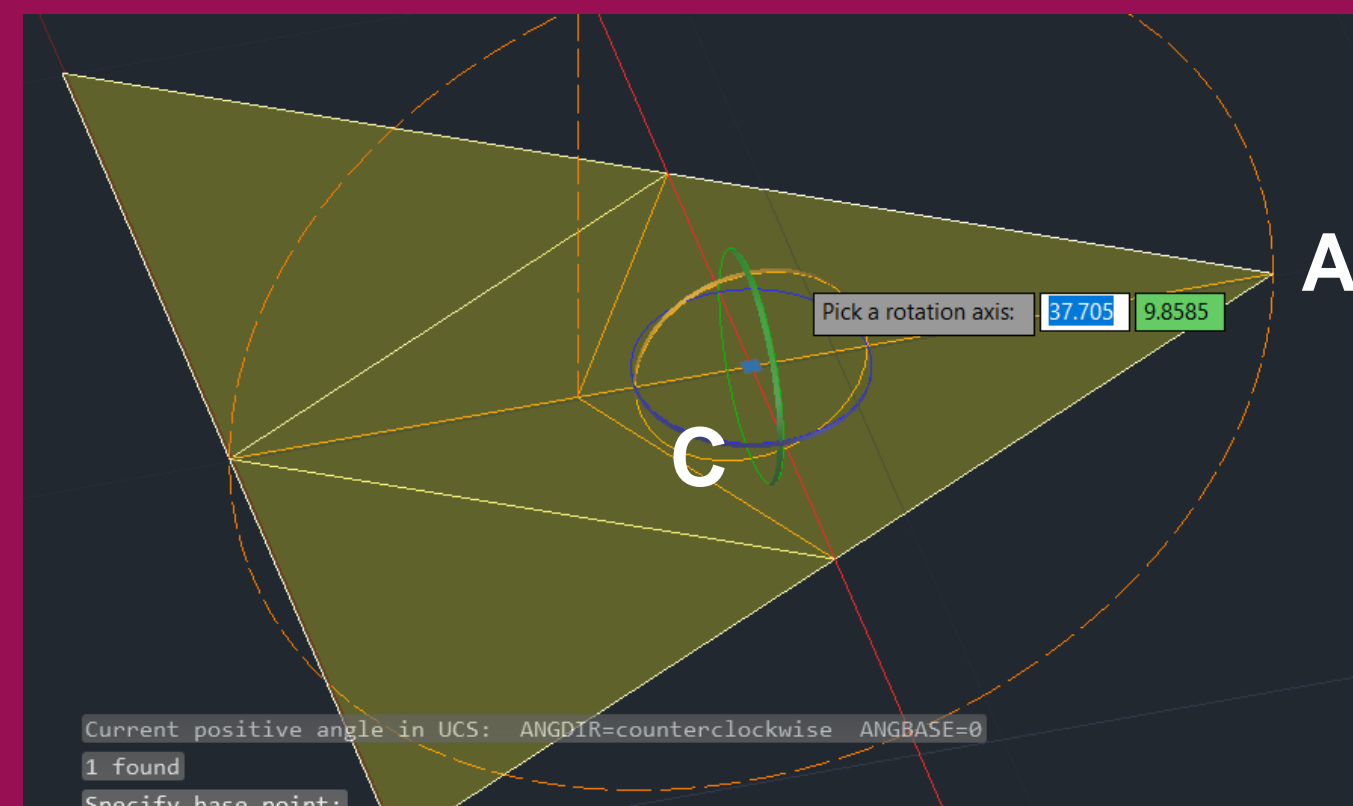 A
Pick a rotation axis: 37.705 9.8585
C
Current positive angle in UCS: ANGDIR=counterclockwise ANGBASE=0
1 found
Specify base point: